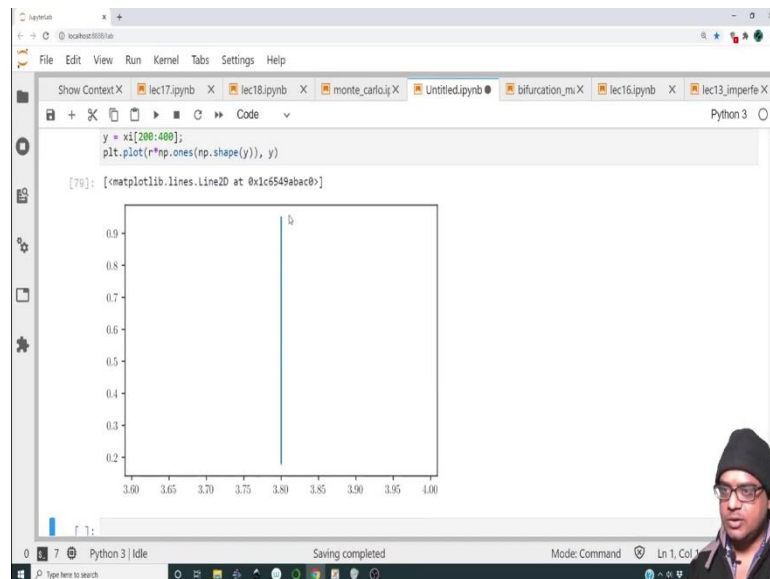 JupyterLab
localhost:8888/lab
File Edit View Run Kernel Tabs Settings Help
Show Context lec17.ipynb lec18.ipynb monte_carlo.ip Untitled.ipynb bifurcation_m lec16.ipynb lec13_imperfe
Code Python 3
y = xi[200:400];
plt.plot(r*np.ones(np.shape(y)), y)
[79]: [<matplotlib.lines.Line2D at 0x1c6549abac0>]
0.9
0.8
0.7
0.6
0.5
0.4
0.3
0.2
3.60 3.65 3.70 3.75 3.80 3.85 3.90 3.95 4.00
[ ]:
0 7 Python 3 | Idle Saving completed Mode: Command Ln 1, Col
Type here to search